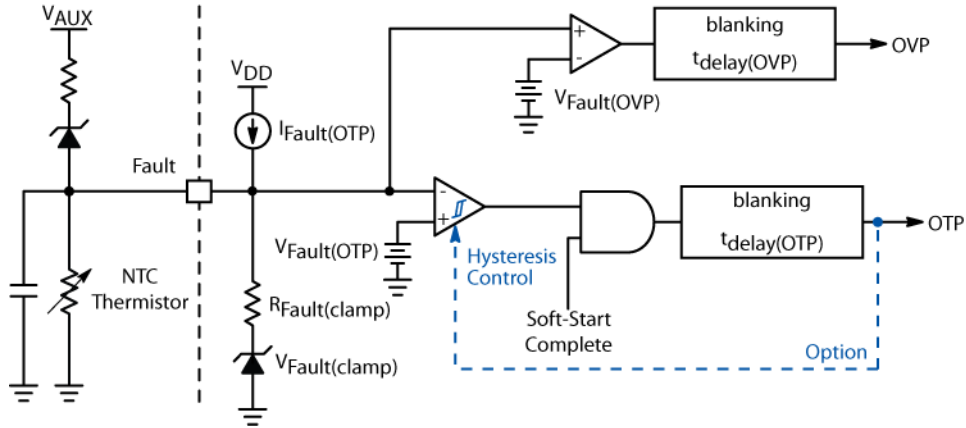 VAUX
VDD
IFault(OTP)
Fault
NTC
Thermistor
RFault(clamp)
VFault(clamp)
+
-
VFault(OVP)
blanking
tdelay(OVP)
OVP
-
+
VFault(OTP)
Hysteresis
Control
Soft-Start
Complete
blanking
tdelay(OTP)
OTP
Option